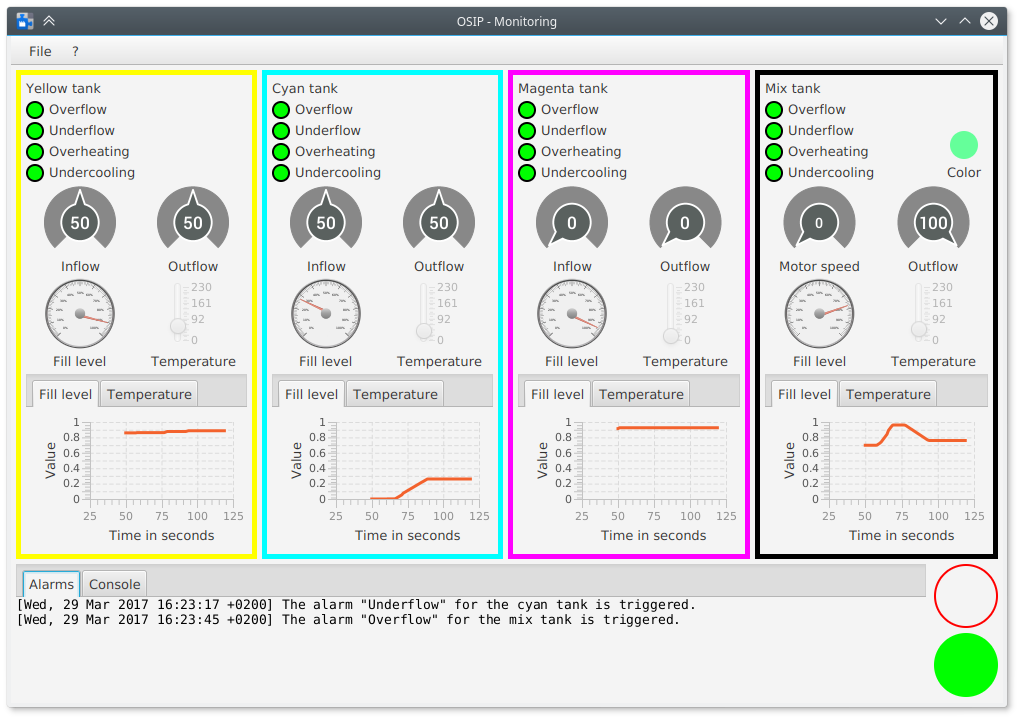 OSIP - Monitoring
File ?
Yellow tank
Overflow
Underflow
Overheating
Undercooling
50 50
Inflow Outflow
230
161
92
0
Fill level Temperature
Fill level Temperature
1
0.8
0.6
0.4
0.2
0
Value
25 50 75 100 125
Time in seconds
Cyan tank
Overflow
Underflow
Overheating
Undercooling
50 50
Inflow Outflow
230
161
92
0
Fill level Temperature
Fill level Temperature
1
0.8
0.6
0.4
0.2
0
Value
25 50 75 100 125
Time in seconds
Magenta tank
Overflow
Underflow
Overheating
Undercooling
0 0
Inflow Outflow
230
161
92
0
Fill level Temperature
Fill level Temperature
1
0.8
0.6
0.4
0.2
0
Value
25 50 75 100 125
Time in seconds
Mix tank
Overflow
Underflow
Overheating
Undercooling
Color
0 100
Motor speed Outflow
230
161
92
0
Fill level Temperature
Fill level Temperature
1
0.8
0.6
0.4
0.2
0
Value
25 50 75 100 125
Time in seconds
Alarms Console
[Wed, 29 Mar 2017 16:23:17 +0200] The alarm "Underflow" for the cyan tank is triggered.
[Wed, 29 Mar 2017 16:23:45 +0200] The alarm "Overflow" for the mix tank is triggered.